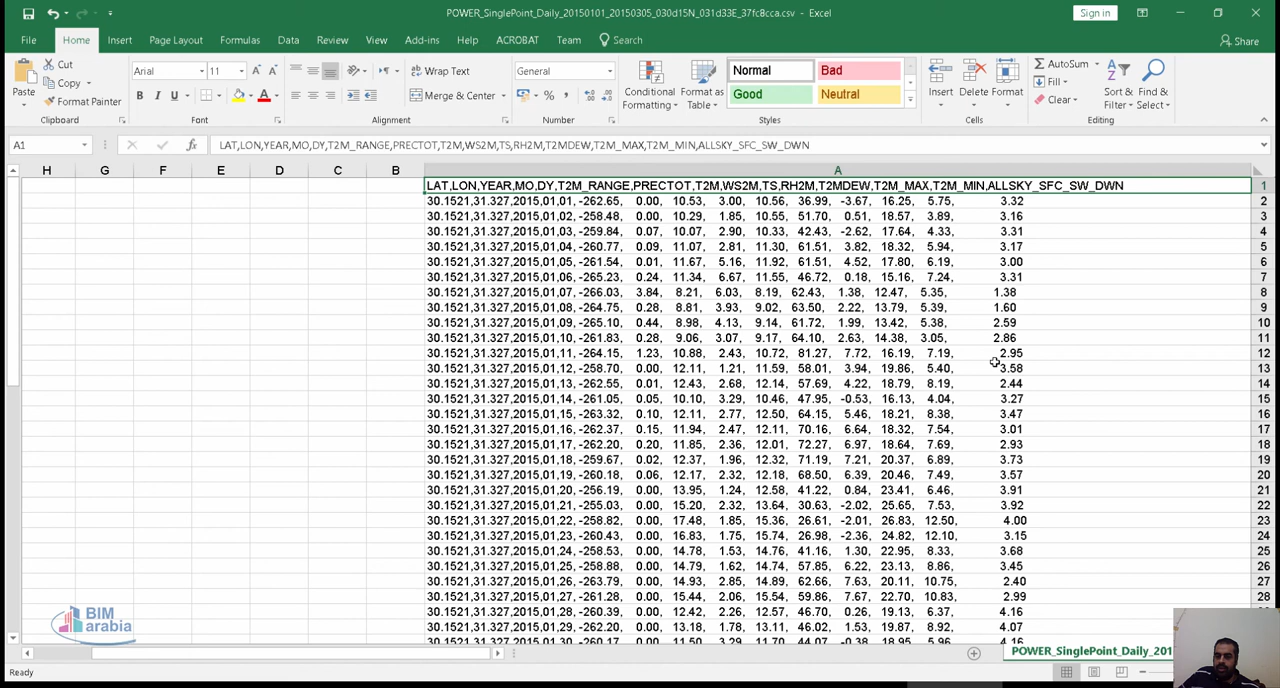 POWER_SinglePoint_Daily_20150101_20150305_030d15N_031d33E_37fc8cca.csv - Excel
Sign in
File Home Insert Page Layout Formulas Data Review View Add-ins Help ACROBAT Team Search
Share
Paste Cut Copy Format Painter
Clipboard
Arial 11 A A
B I U A
Font
Wrap Text
Merge & Center
Alignment
General
%
Number
Conditional Formatting
Format as Table
Normal Bad
Good Neutral
Styles
Insert Delete Format
Cells
AutoSum
Fill
Clear
Sort & Filter
Find & Select
Editing
A1 fx LAT,LON,YEAR,MO,DY,T2M_RANGE,PRECTOT,T2M,WS2M,TS,RH2M,T2MDEW,T2M_MAX,T2M_MIN,ALLSKY_SFC_SW_DWN
H G F E D C B A
LAT,LON,YEAR,MO,DY,T2M_RANGE,PRECTOT,T2M,WS2M,TS,RH2M,T2MDEW,T2M_MAX,T2M_MIN,ALLSKY_SFC_SW_DWN 1
30.1521,31.327,2015,01,01, -262.65, 0.00, 10.53, 3.00, 10.56, 36.99, -3.67, 16.25, 5.75, 3.32 2
30.1521,31.327,2015,01,02, -258.48, 0.00, 10.29, 1.85, 10.55, 51.70, 0.51, 18.57, 3.89, 3.16 3
30.1521,31.327,2015,01,03, -259.84, 0.07, 10.07, 2.90, 10.33, 42.43, -2.62, 17.64, 4.33, 3.31 4
30.1521,31.327,2015,01,04, -260.77, 0.09, 11.07, 2.81, 11.30, 61.51, 3.82, 18.32, 5.94, 3.17 5
30.1521,31.327,2015,01,05, -261.54, 0.01, 11.67, 5.16, 11.92, 61.51, 4.52, 17.80, 6.19, 3.00 6
30.1521,31.327,2015,01,06, -265.23, 0.24, 11.34, 6.67, 11.55, 46.72, 0.18, 15.16, 7.24, 3.31 7
30.1521,31.327,2015,01,07, -266.03, 3.84, 8.21, 6.03, 8.19, 62.43, 1.38, 12.47, 5.35, 1.38 8
30.1521,31.327,2015,01,08, -264.75, 0.28, 8.81, 3.93, 9.02, 63.50, 2.22, 13.79, 5.39, 1.60 9
30.1521,31.327,2015,01,09, -265.10, 0.44, 8.98, 4.13, 9.14, 61.72, 1.99, 13.42, 5.38, 2.59 10
30.1521,31.327,2015,01,10, -261.83, 0.28, 9.06, 3.07, 9.17, 64.10, 2.63, 14.38, 3.05, 2.86 11
30.1521,31.327,2015,01,11, -264.15, 1.23, 10.88, 2.43, 10.72, 81.27, 7.72, 16.19, 7.19, 2.95 12
30.1521,31.327,2015,01,12, -258.70, 0.00, 12.11, 1.21, 11.59, 58.01, 3.94, 19.86, 5.40, 3.58 13
30.1521,31.327,2015,01,13, -262.55, 0.01, 12.43, 2.68, 12.14, 57.69, 4.22, 18.79, 8.19, 2.44 14
30.1521,31.327,2015,01,14, -261.05, 0.05, 10.10, 3.29, 10.46, 47.95, -0.53, 16.13, 4.04, 3.27 15
30.1521,31.327,2015,01,15, -263.32, 0.10, 12.11, 2.77, 12.50, 64.15, 5.46, 18.21, 8.38, 3.47 16
30.1521,31.327,2015,01,16, -262.37, 0.15, 11.94, 2.47, 12.11, 70.16, 6.64, 18.32, 7.54, 3.01 17
30.1521,31.327,2015,01,17, -262.20, 0.20, 11.85, 2.36, 12.01, 72.27, 6.97, 18.64, 7.69, 2.93 18
30.1521,31.327,2015,01,18, -259.67, 0.02, 12.37, 1.96, 12.32, 71.19, 7.21, 20.37, 6.89, 3.73 19
30.1521,31.327,2015,01,19, -260.18, 0.06, 12.17, 2.32, 12.18, 68.50, 6.39, 20.46, 7.49, 3.57 20
30.1521,31.327,2015,01,20, -256.19, 0.00, 13.95, 1.24, 12.58, 41.22, 0.84, 23.41, 6.46, 3.91 21
30.1521,31.327,2015,01,21, -255.03, 0.00, 15.20, 2.32, 13.64, 30.63, -2.02, 25.65, 7.53, 3.92 22
30.1521,31.327,2015,01,22, -258.82, 0.00, 17.48, 1.85, 15.36, 26.61, -2.01, 26.83, 12.50, 4.00 23
30.1521,31.327,2015,01,23, -260.43, 0.00, 16.83, 1.75, 15.74, 26.98, -2.36, 24.82, 12.10, 3.15 24
30.1521,31.327,2015,01,24, -258.53, 0.00, 14.78, 1.53, 14.76, 41.16, 1.30, 22.95, 8.33, 3.68 25
30.1521,31.327,2015,01,25, -258.88, 0.00, 14.79, 1.62, 14.74, 57.85, 6.22, 23.13, 8.86, 3.45 26
30.1521,31.327,2015,01,26, -263.79, 0.00, 14.93, 2.85, 14.89, 62.66, 7.63, 20.11, 10.75, 2.40 27
30.1521,31.327,2015,01,27, -261.28, 0.00, 15.44, 2.06, 15.54, 59.86, 7.67, 22.70, 10.83, 2.99 28
30.1521,31.327,2015,01,28, -260.39, 0.00, 12.42, 2.26, 12.57, 46.70, 0.26, 19.13, 6.37, 4.16
30.1521,31.327,2015,01,29, -262.20, 0.00, 13.18, 1.78, 13.11, 46.02, 1.53, 19.87, 8.92, 4.07
30.1521,31.327,2015,01,30, -260.17, 0.00, 11.50, 3.29, 11.70, 44.07, -0.38, 18.95, 5.96, 4.16
BIM arabia
POWER_SinglePoint_Daily_201
Ready